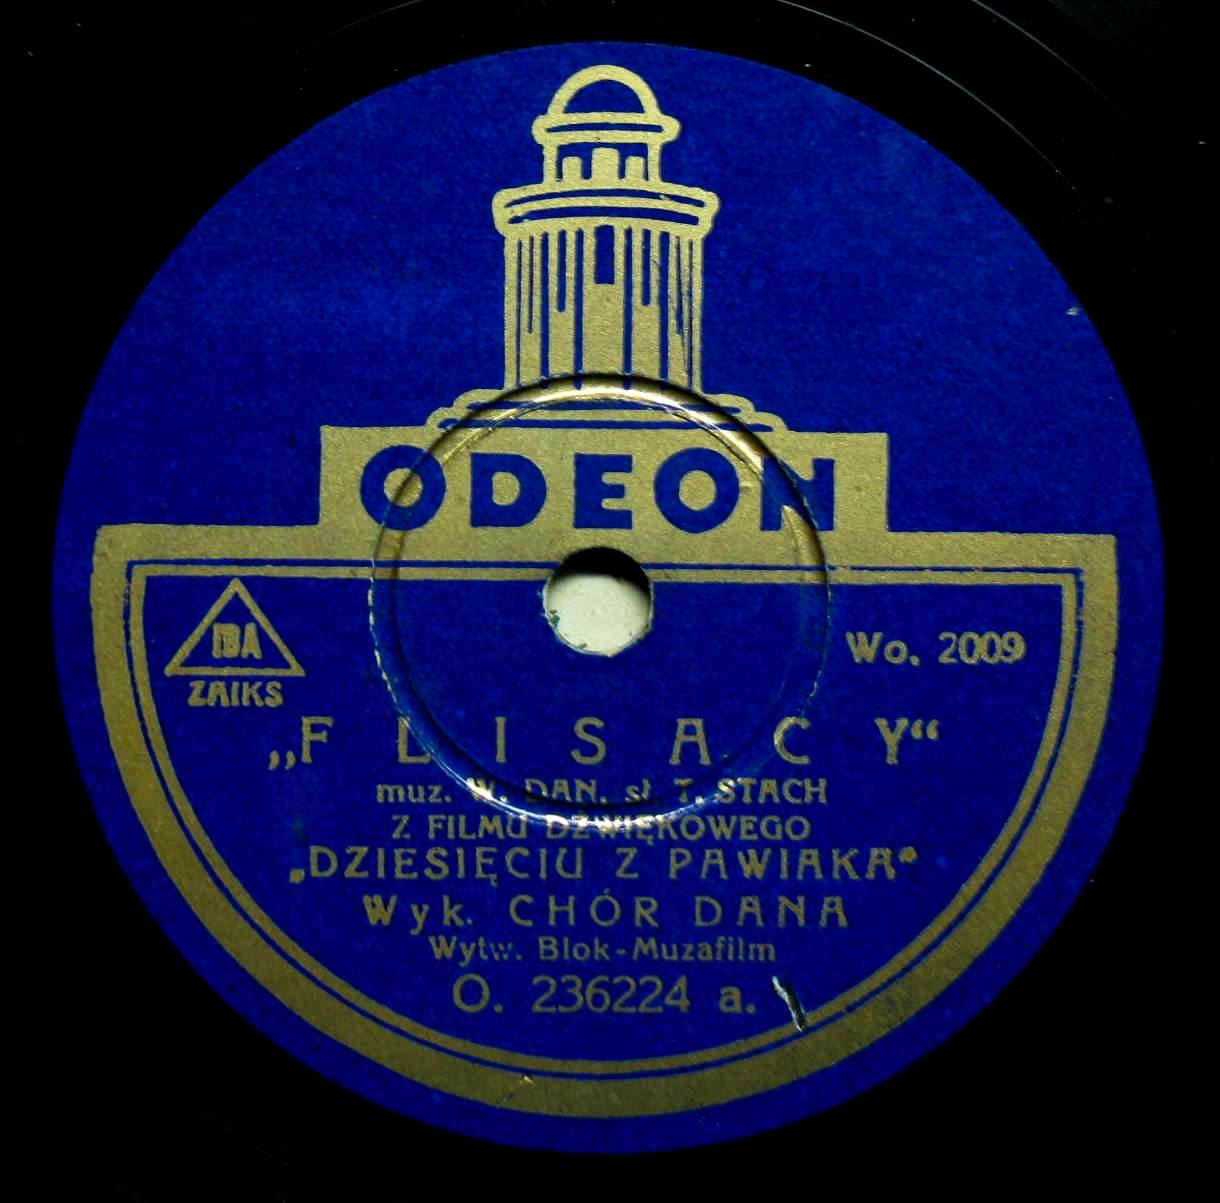 ODEON
IBA
ZAIKS
Wo. 2009
„FLISACY“
muz. W. DAN. sł. T. STACH
Z FILMU DŹWIĘKOWEGO
„DZIESIĘCIU Z PAWIAKA“
Wyk. CHÓR DANA
Wytw. Blok-Muzafilm
O. 236224 a.